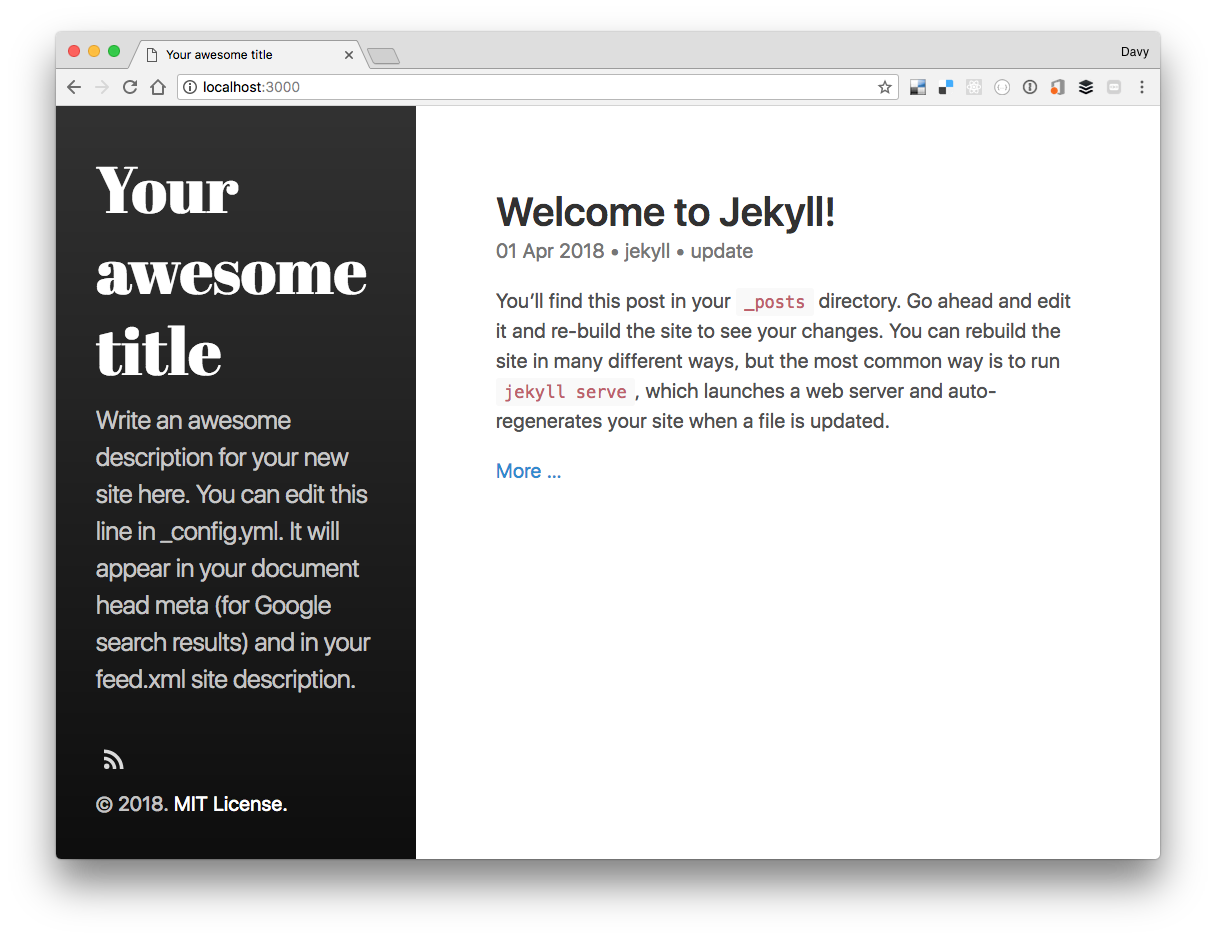 Your awesome title
Davy
localhost:3000
Your
awesome
title
Write an awesome
description for your new
site here. You can edit this
line in _config.yml. It will
appear in your document
head meta (for Google
search results) and in your
feed.xml site description.
© 2018. MIT License.
Welcome to Jekyll!
01 Apr 2018 • jekyll • update
You’ll find this post in your _posts directory. Go ahead and edit
it and re-build the site to see your changes. You can rebuild the
site in many different ways, but the most common way is to run
jekyll serve , which launches a web server and auto-
regenerates your site when a file is updated.
More ...